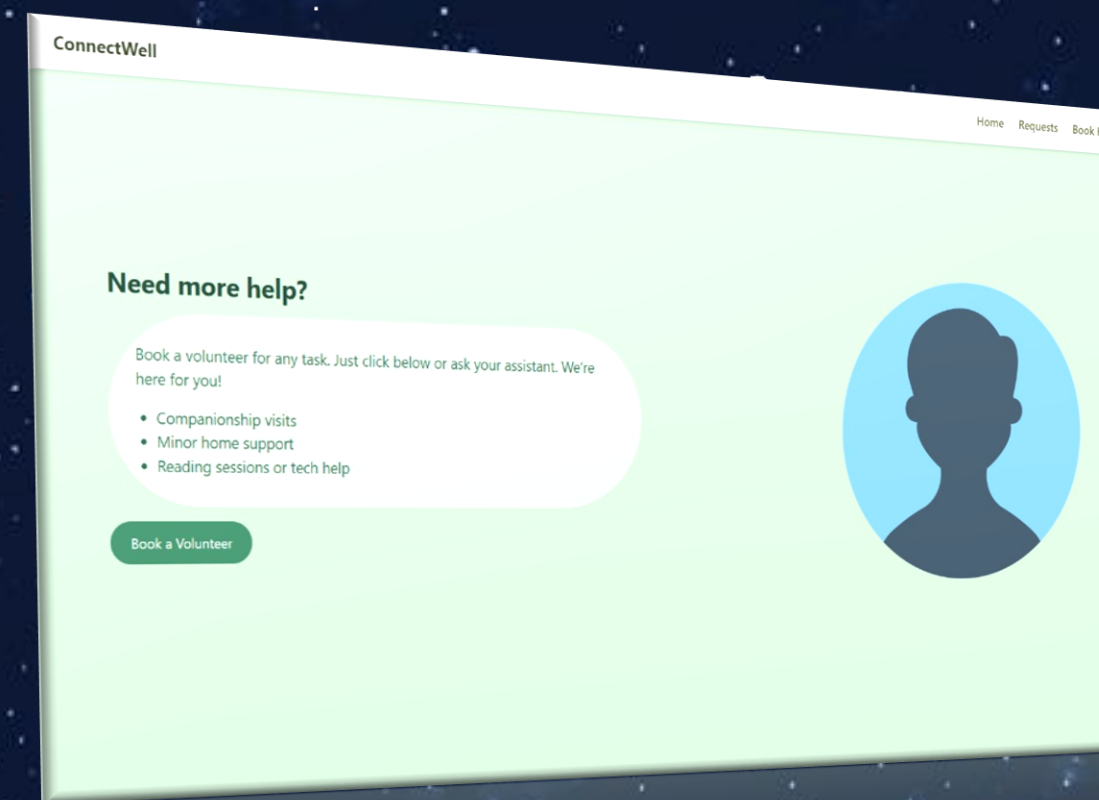 ConnectWell
Home Requests Book
Need more help?
Book a volunteer for any task. Just click below or ask your assistant. We're
here for you!
• Companionship visits
• Minor home support
• Reading sessions or tech help
Book a Volunteer